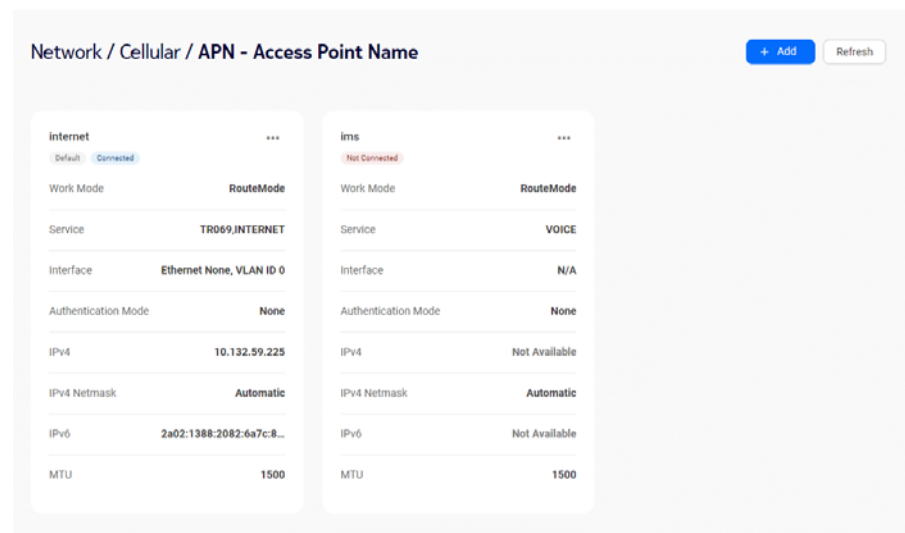 Network / Cellular / APN - Access Point Name
+ Add
Refresh
internet
...
Default
Connected
Work Mode RouteMode
Service TR069,INTERNET
Interface Ethernet None, VLAN ID 0
Authentication Mode None
IPv4 10.132.59.225
IPv4 Netmask Automatic
IPv6 2a02:1388:2082:6a7c:8...
MTU 1500
ims
...
Not Connected
Work Mode RouteMode
Service VOICE
Interface N/A
Authentication Mode None
IPv4 Not Available
IPv4 Netmask Automatic
IPv6 Not Available
MTU 1500